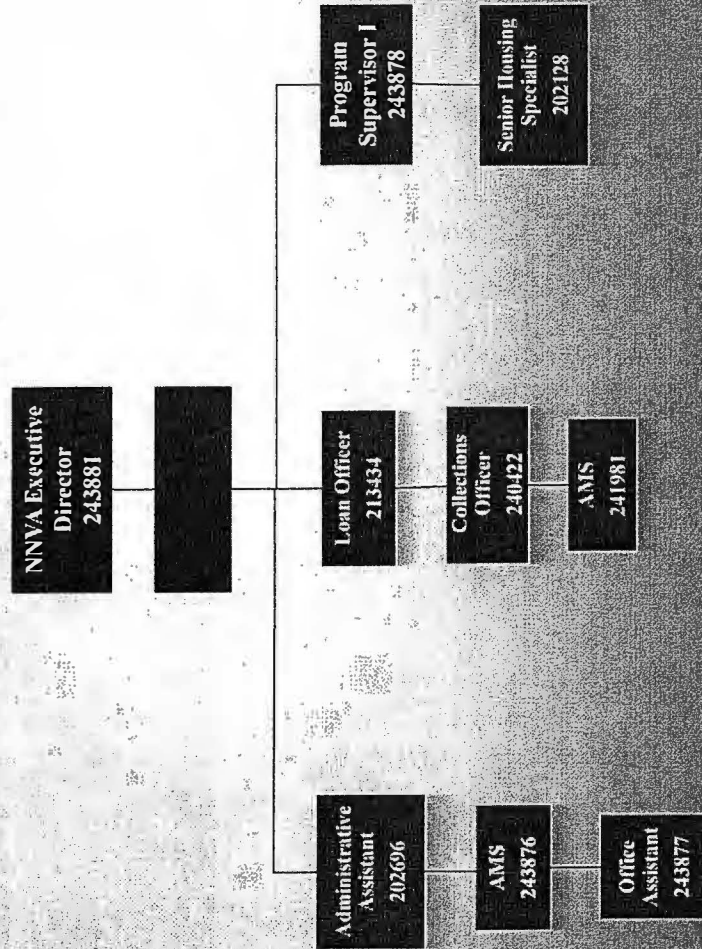 NNVA Executive
Director
243881
Administrative
Assistant
202696
AMS
243876
Office
Assistant
243877
Loan Officer
213434
Collections
Officer
240422
AMS
241981
Program
Supervisor I
243878
Senior Housing
Specialist
202128